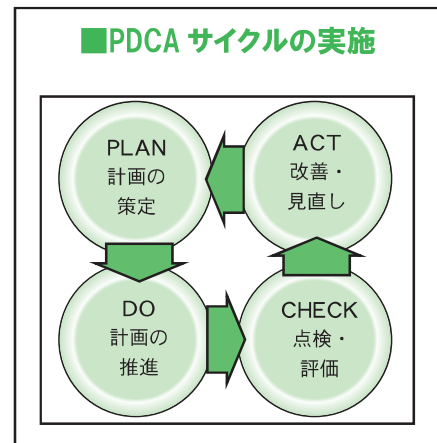 ■PDCA サイクルの実施
PLAN
計画の
策定
ACT
改善・
見直し
DO
計画の
推進
CHECK
点検・
評価